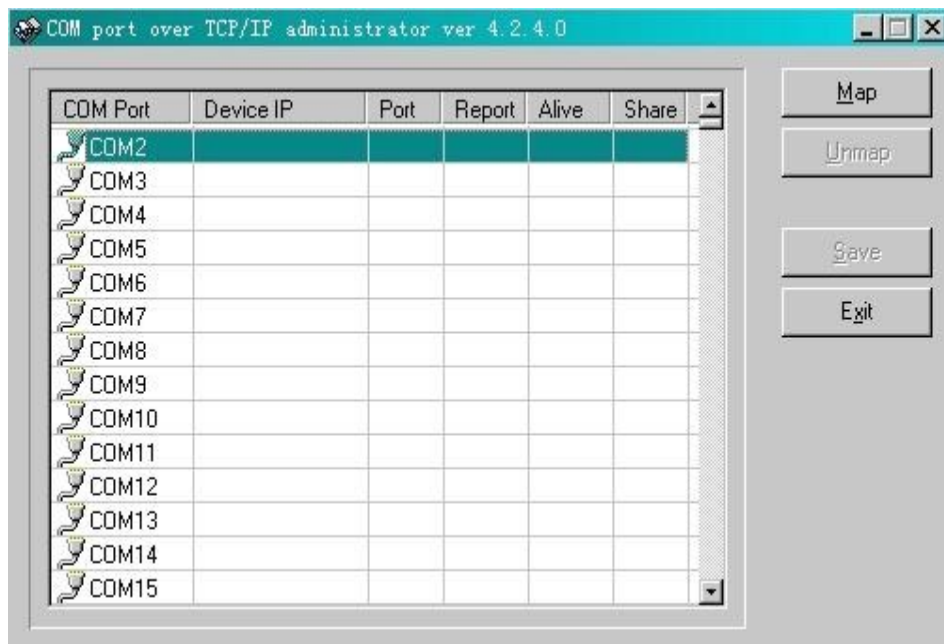 COM port over TCP/IP administrator ver 4.2.4.0
COM Port Device IP Port Report Alive Share
COM2
COM3
COM4
COM5
COM6
COM7
COM8
COM9
COM10
COM11
COM12
COM13
COM14
COM15
Map
Unmap
Save
Exit